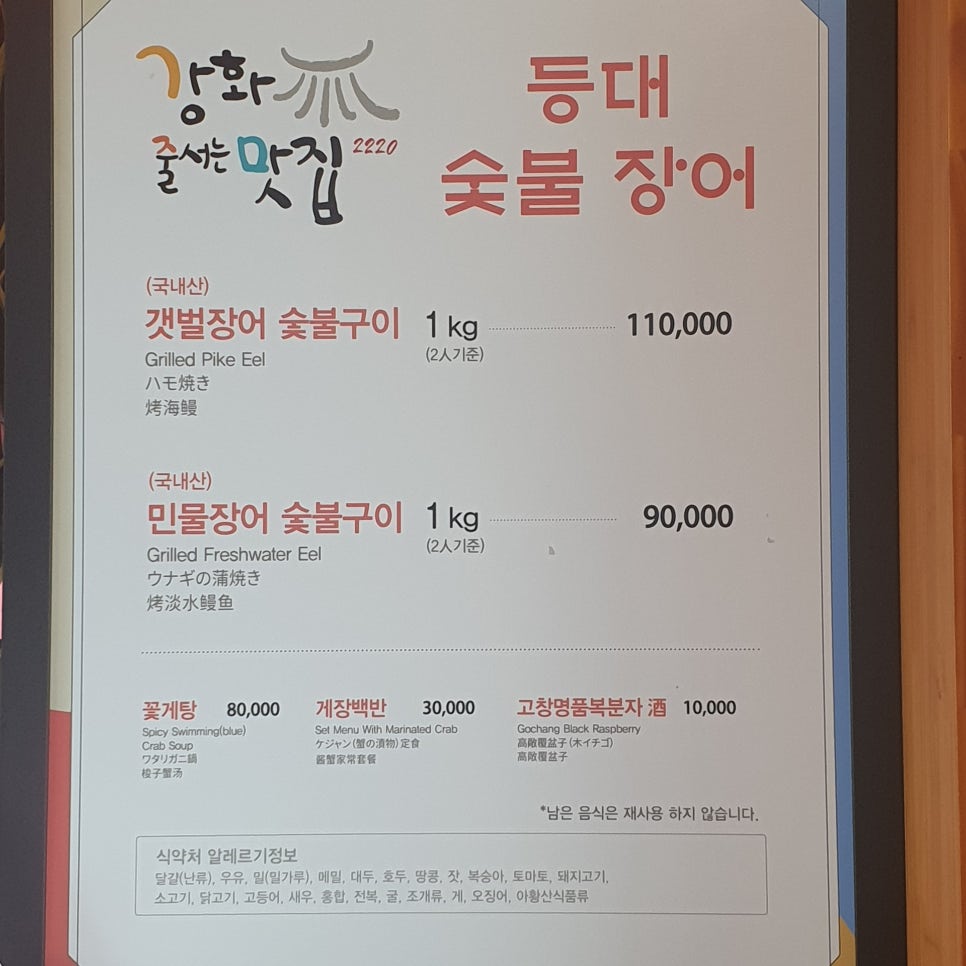 강화
줄서는 맛집 2220
등대
숯불 장어
(국내산)
갯벌장어 숯불구이 1kg 110,000
(2人기준)
Grilled Pike Eel
ハモ焼き
烤海鳗
(국내산)
민물장어 숯불구이 1kg 90,000
(2人기준)
Grilled Freshwater Eel
ウナギの蒲焼き
烤淡水鳗鱼
꽃게탕 80,000
Spicy Swimming(blue)
Crab Soup
ワタリガニ鍋
梭子蟹汤
게장백반 30,000
Set Menu With Marinated Crab
ケジャン(蟹の漬物)定食
酱蟹家常套餐
고창명품복분자 酒 10,000
Gochang Black Raspberry
高敞覆盆子(木イチゴ)
高敞覆盆子
*남은 음식은 재사용 하지 않습니다.
식약처 알레르기정보
달걀(난류), 우유, 밀(밀가루), 메밀, 대두, 호두, 땅콩, 잣, 복숭아, 토마토, 돼지고기,
소고기, 닭고기, 고등어, 새우, 홍합, 전복, 굴, 조개류, 게, 오징어, 아황산식품류